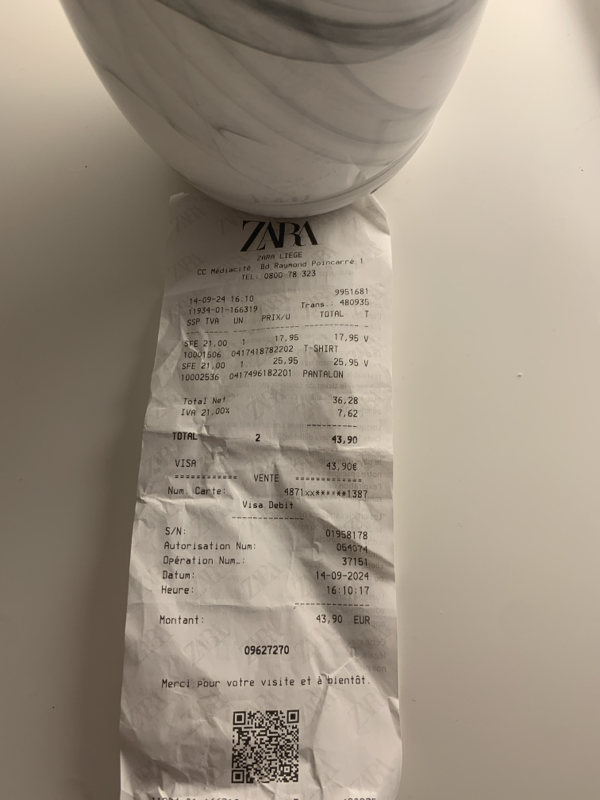 ZARA
ZARA LIEGE
CC Médiacité Bd Raymond Poincarré 1
TEL. 0800 78 323
9951681
14-09-24 16.10
11934-01-166319 Trans.: 480935
SSP TVA UN PRIX/U TOTAL T
SFE 21,00 1 17,95 17,95 V
10001606 0417418782202 T-SHIRT
SFE 21,00 1 25,95 25,95 V
10002536 0417496182201 PANTALON
Total Net 36,28
IVA 21,00% 7,62
TOTAL 2 43,90
VISA 43,90€
============ VENTE ============
Num. Carte: 4871xx******1387
Visa Debit
S/N: 01958178
Autorisation Num: 054074
Opération Num.: 37151
Datum: 14-09-2024
Heure: 16:10:17
Montant: 43,90 EUR
09627270
Merci pour votre visite et à bientôt.